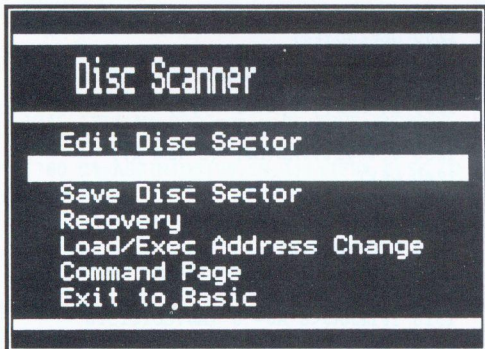 Disc Scanner
Edit Disc Sector
Save Disc Sector
Recovery
Load/Exec Address Change
Command Page
Exit to Basic